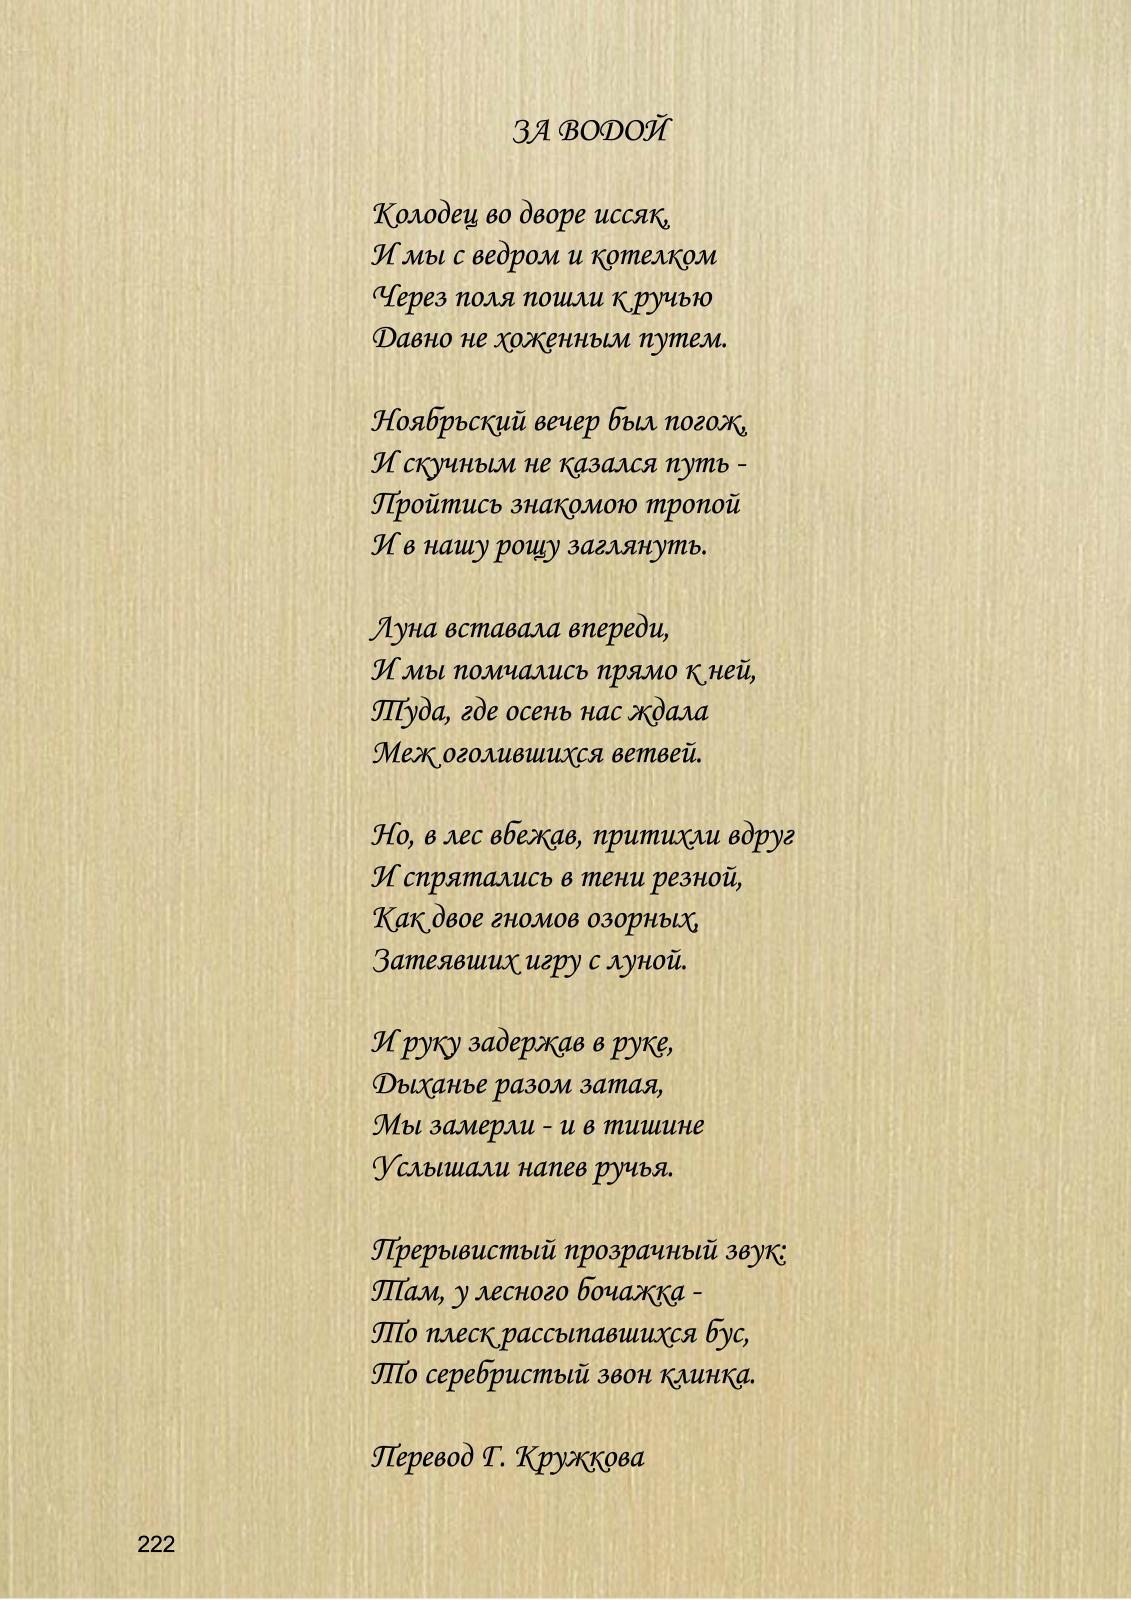 ЗА ВОДОЙ
Колодец во дворе иссяк,
И мы с ведром и котелком
Через поля пошли к ручью
Давно не хоженным путем.
Ноябрьский вечер был погож,
И скучным не казался путь -
Пройтись знакомою тропой
И в нашу рощу заглянуть.
Луна вставала впереди,
И мы помчались прямо к ней,
Туда, где осень нас ждала
Меж оголившихся ветвей.
Но, в лес вбежав, притихли вдруг
И спрятались в тени резной,
Как двое гномов озорных,
Затеявших игру с луной.
И руку задержав в руке,
Дыханье разом затая,
Мы замерли - и в тишине
Услышали напев ручья.
Прерывистый прозрачный звук:
Там, у лесного бочажка -
То плеск рассыпавшихся бус,
То серебристый звон клинка.
Перевод Г. Кружкова
222